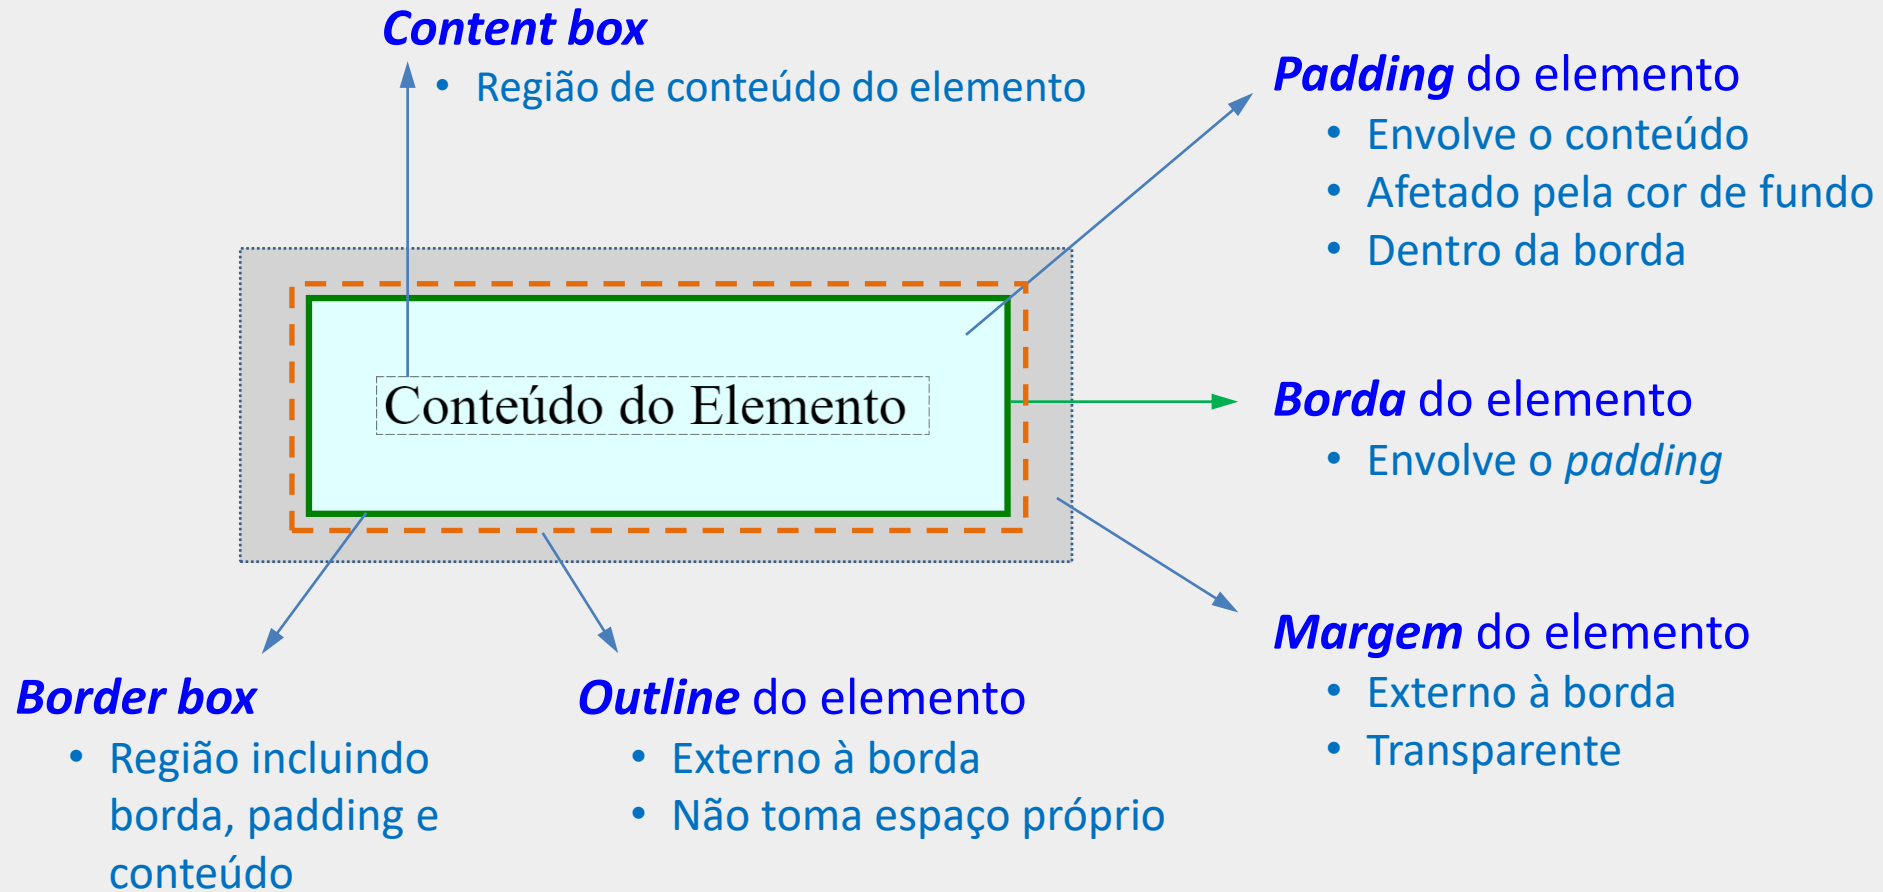 Content box
• Região de conteúdo do elemento
Padding do elemento
• Envolve o conteúdo
• Afetado pela cor de fundo
• Dentro da borda
Conteúdo do Elemento
Borda do elemento
• Envolve o padding
Margem do elemento
• Externo à borda
• Transparente
Border box
• Região incluindo
borda, padding e
conteúdo
Outline do elemento
• Externo à borda
• Não toma espaço próprio